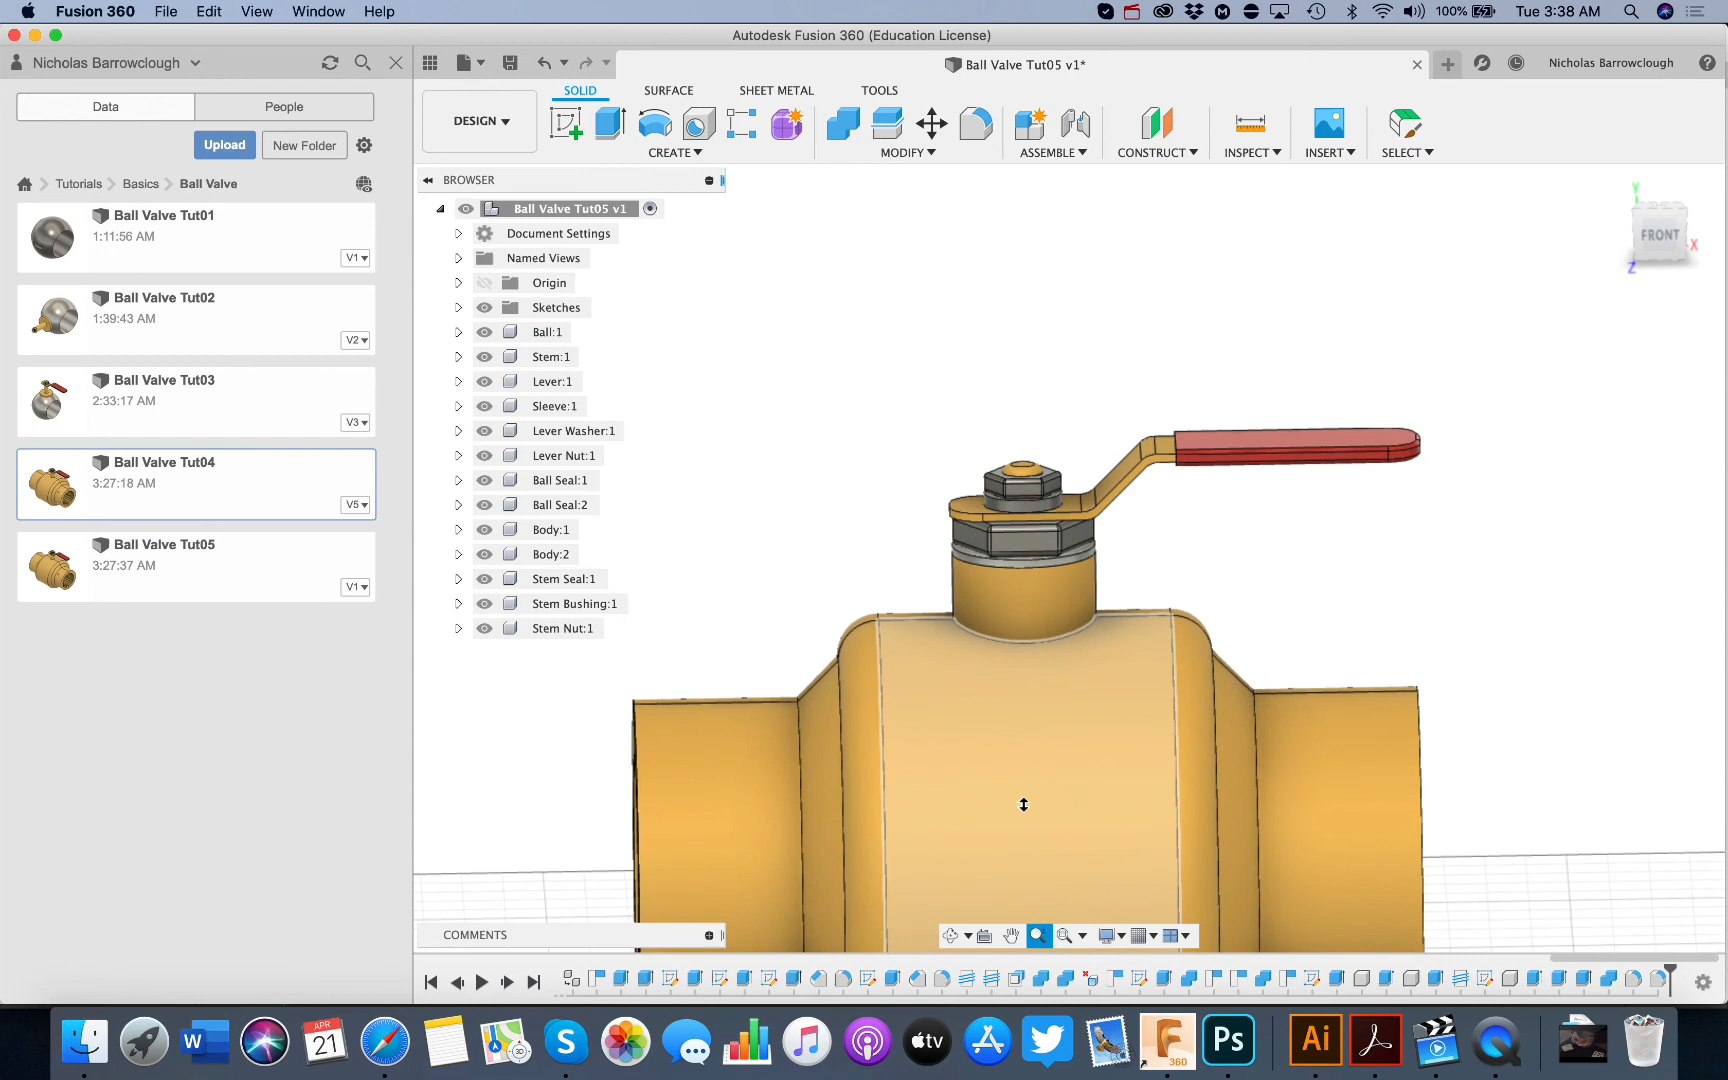 Fusion 360 File Edit View Window Help
100% Tue 3:38 AM
Autodesk Fusion 360 (Education License)
Nicholas Barrowclough
Ball Valve Tut05 v1*
Nicholas Barrowclough
Data People
Upload New Folder
Tutorials Basics Ball Valve
Ball Valve Tut01
1:11:56 AM
V1
Ball Valve Tut02
1:39:43 AM
V2
Ball Valve Tut03
2:33:17 AM
V3
Ball Valve Tut04
3:27:18 AM
V5
Ball Valve Tut05
3:27:37 AM
V1
DESIGN
SOLID SURFACE SHEET METAL TOOLS
CREATE MODIFY ASSEMBLE CONSTRUCT INSPECT INSERT SELECT
BROWSER
Ball Valve Tut05 v1
Document Settings
Named Views
Origin
Sketches
Ball:1
Stem:1
Lever:1
Sleeve:1
Lever Washer:1
Lever Nut:1
Ball Seal:1
Ball Seal:2
Body:1
Body:2
Stem Seal:1
Stem Bushing:1
Stem Nut:1
Y
FRONT
X
Z
COMMENTS
W
APR
21
3D
S
tv
F
360
Ps
Ai